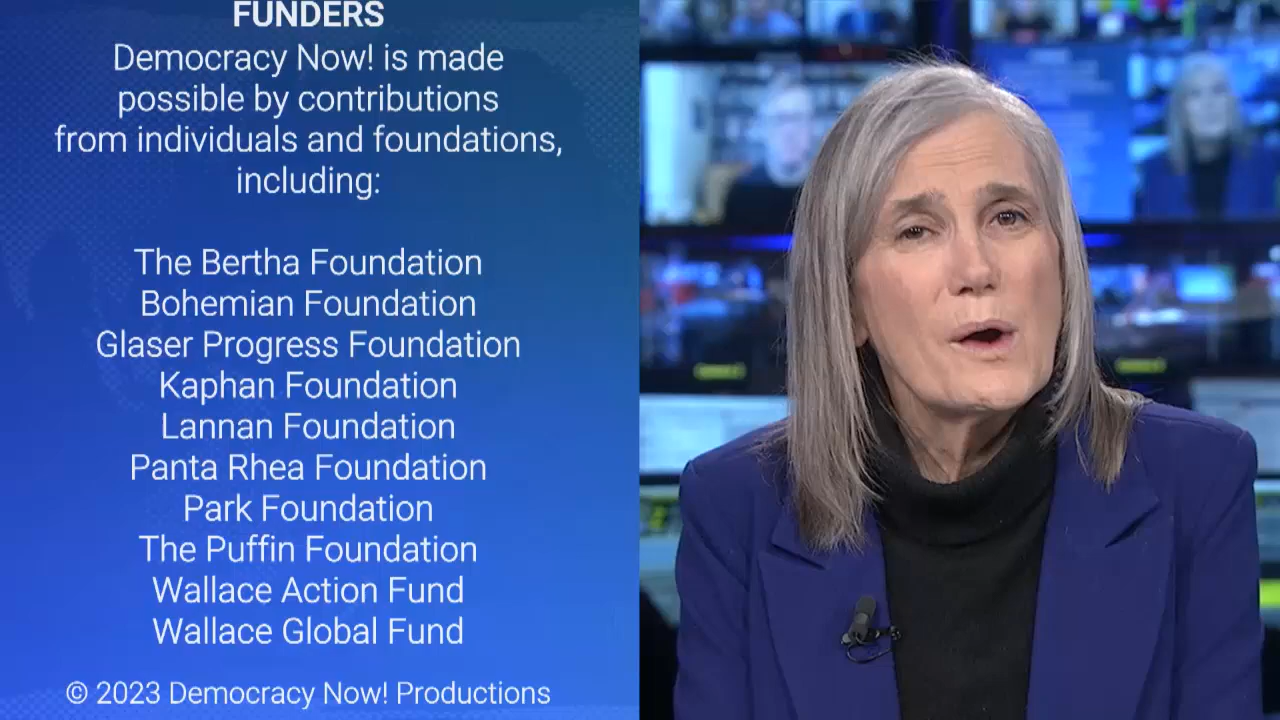 FUNDERS
Democracy Now! is made
possible by contributions
from individuals and foundations,
including:
The Bertha Foundation
Bohemian Foundation
Glaser Progress Foundation
Kaphan Foundation
Lannan Foundation
Panta Rhea Foundation
Park Foundation
The Puffin Foundation
Wallace Action Fund
Wallace Global Fund
© 2023 Democracy Now! Productions